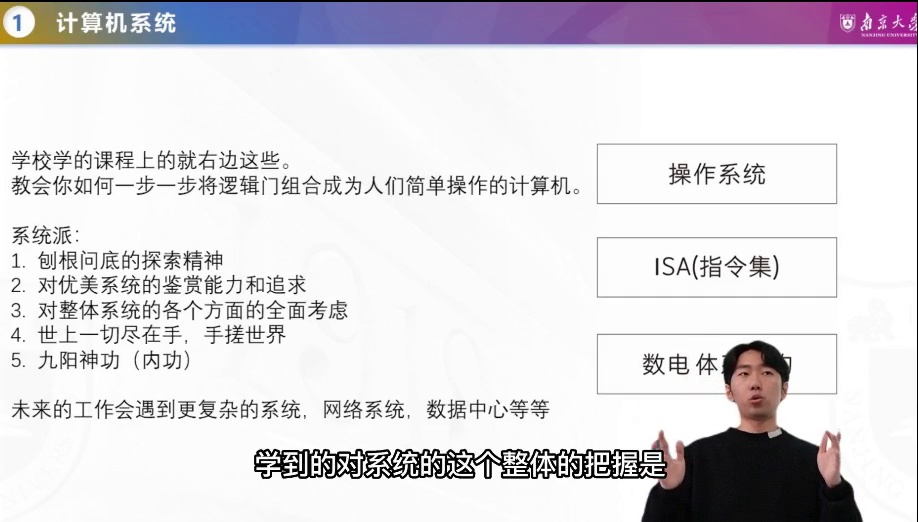 1 计算机系统
南京大学
NANJING UNIVERSITY
学校学的课程上的就右边这些。
教会你如何一步一步将逻辑门组合成为人们简单操作的计算机。
系统派：
1. 刨根问底的探索精神
2. 对优美系统的鉴赏能力和追求
3. 对整体系统的各个方面的全面考虑
4. 世上一切尽在手，手搓世界
5. 九阳神功（内功）
未来的工作会遇到更复杂的系统，网络系统，数据中心等等
操作系统
ISA(指令集)
数电 体
学到的对系统的这个整体的把握是